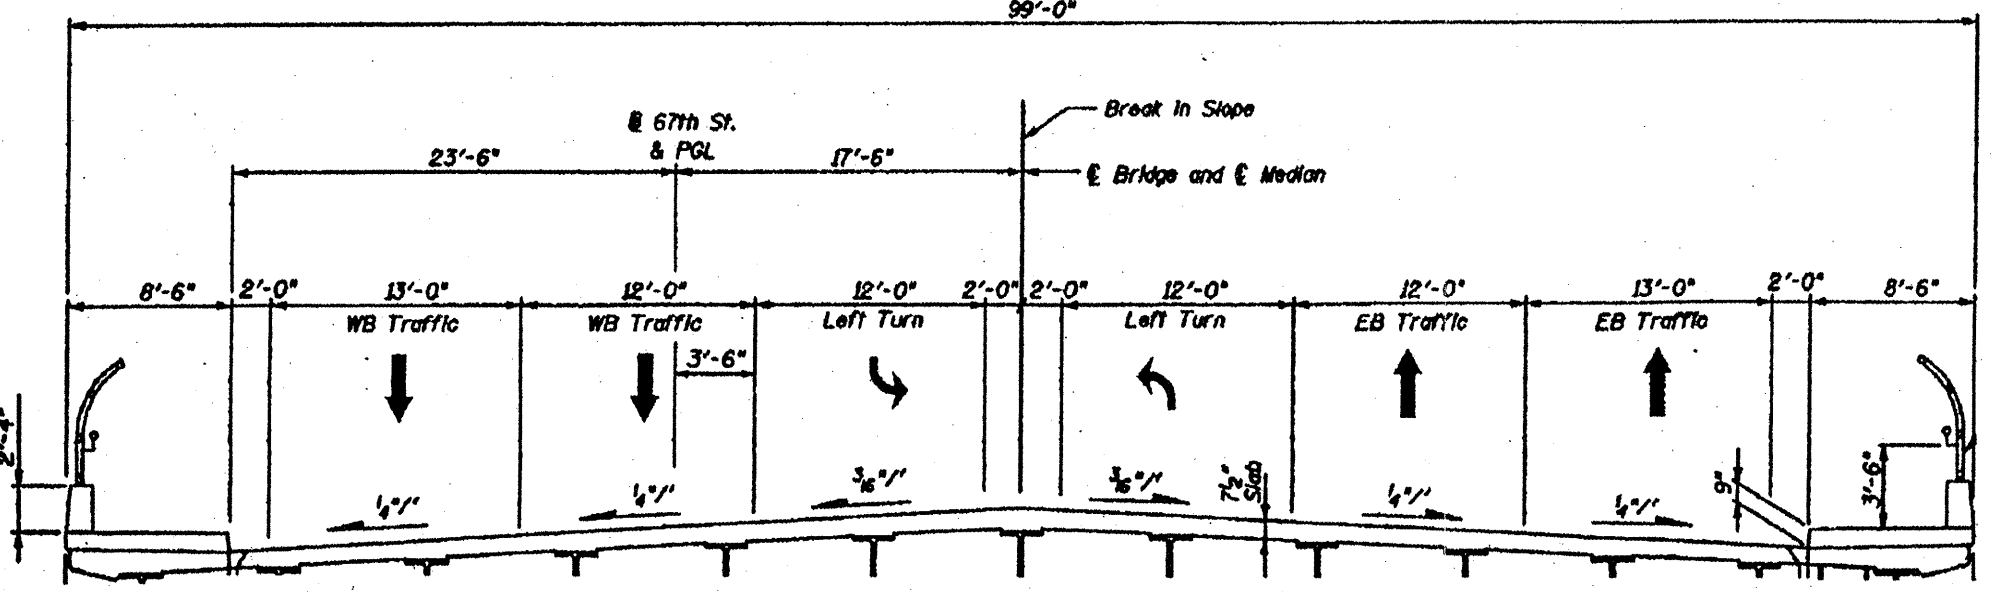 99'-0"
Break in Slope
℄ 67th St.
& PGL
23'-6"
17'-6"
℄ Bridge and ℄ Median
8'-6" 2'-0" 13'-0" 12'-0" 12'-0" 2'-0" 2'-0" 12'-0" 12'-0" 13'-0" 2'-0" 8'-6"
WB Traffic WB Traffic Left Turn Left Turn EB Traffic EB Traffic
3'-6"
2'-4"
1/4"/' 1/4"/' 3/16"/' 3/16"/' 1/4"/' 1/4"/'
7 1/2"
Slab
9"
3'-6"